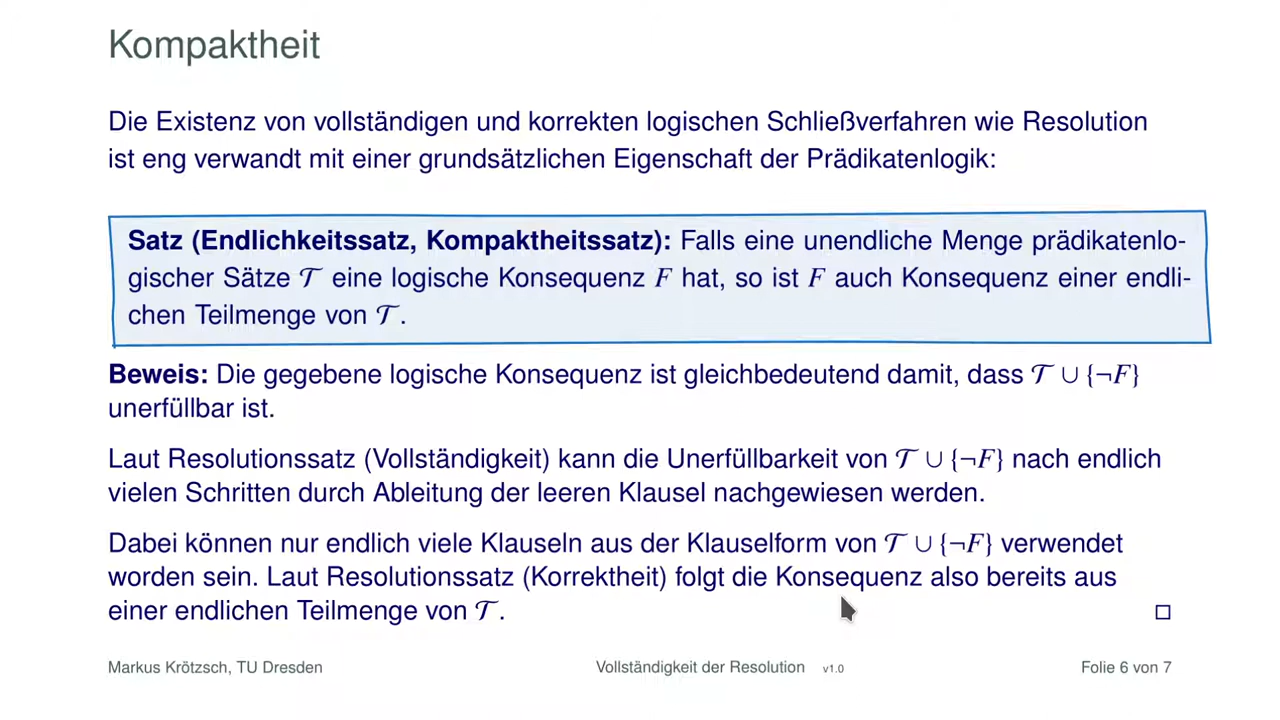 Kompaktheit
Die Existenz von vollständigen und korrekten logischen Schließverfahren wie Resolution
ist eng verwandt mit einer grundsätzlichen Eigenschaft der Prädikatenlogik:
Satz (Endlichkeitssatz, Kompaktheitssatz): Falls eine unendliche Menge prädikatenlo-
gischer Sätze 𝒯 eine logische Konsequenz F hat, so ist F auch Konsequenz einer endli-
chen Teilmenge von 𝒯.
Beweis: Die gegebene logische Konsequenz ist gleichbedeutend damit, dass 𝒯 ∪ {¬F}
unerfüllbar ist.
Laut Resolutionssatz (Vollständigkeit) kann die Unerfüllbarkeit von 𝒯 ∪ {¬F} nach endlich
vielen Schritten durch Ableitung der leeren Klausel nachgewiesen werden.
Dabei können nur endlich viele Klauseln aus der Klauselform von 𝒯 ∪ {¬F} verwendet
worden sein. Laut Resolutionssatz (Korrektheit) folgt die Konsequenz also bereits aus
einer endlichen Teilmenge von 𝒯. □
Markus Krötzsch, TU Dresden Vollständigkeit der Resolution v1.0 Folie 6 von 7